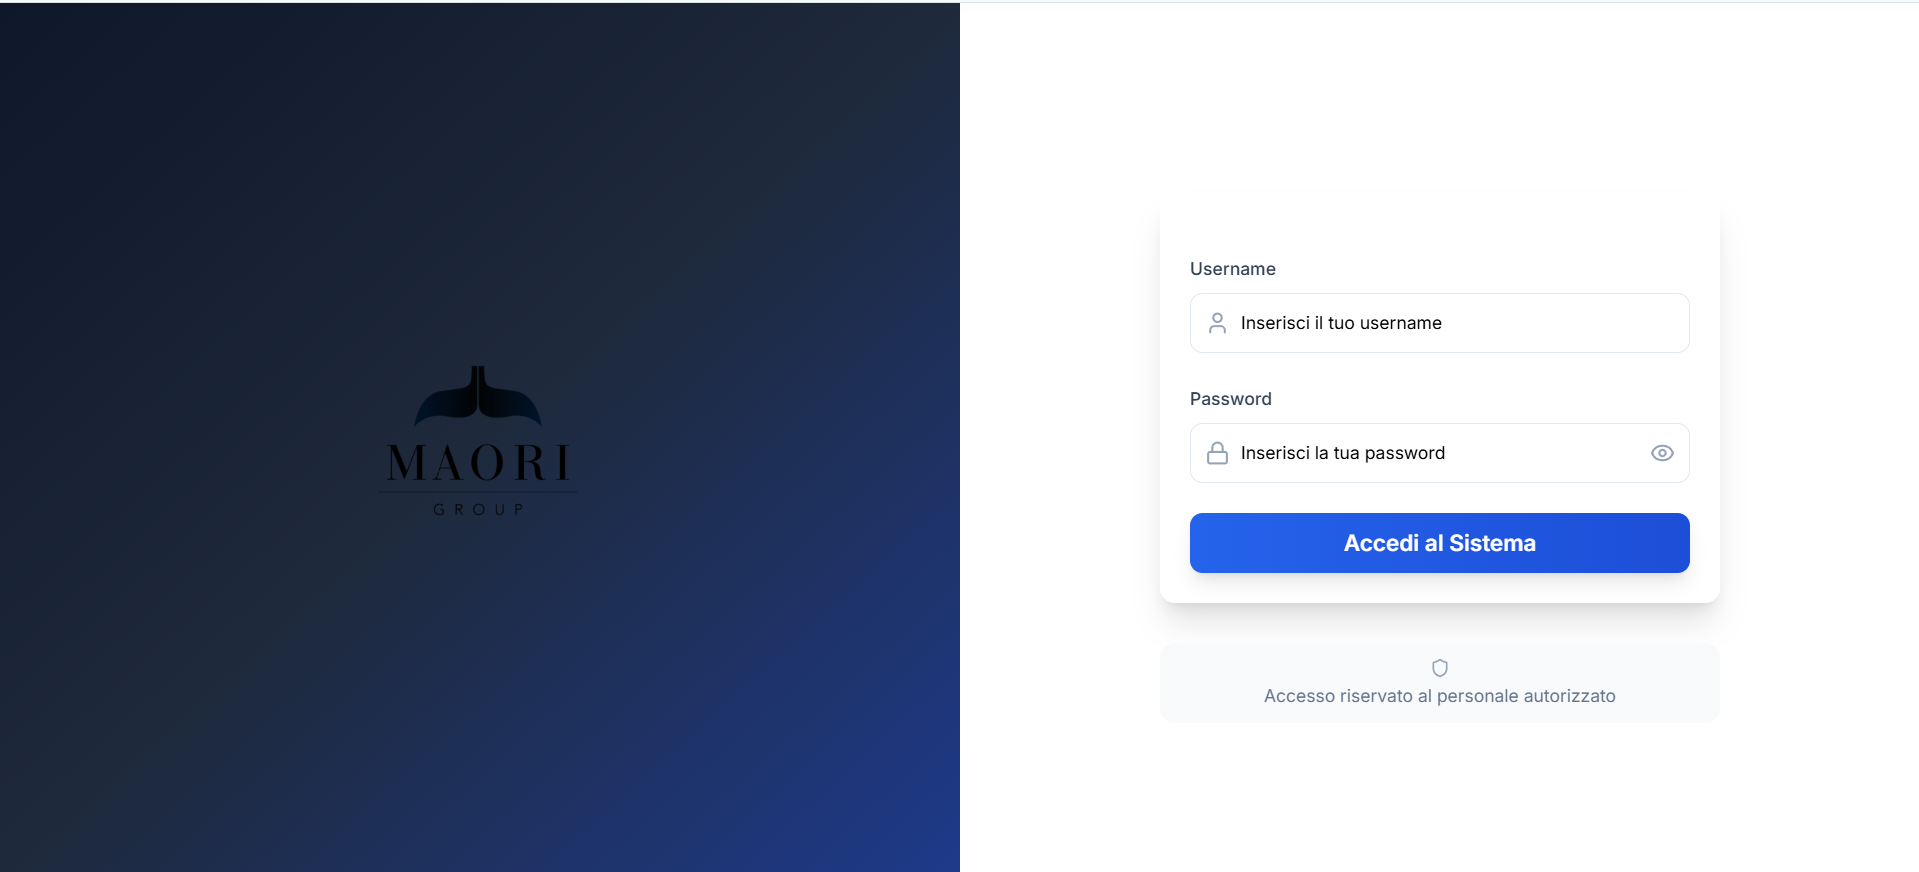 MAORI
GROUP
Username
Inserisci il tuo username
Password
Inserisci la tua password
Accedi al Sistema
Accesso riservato al personale autorizzato